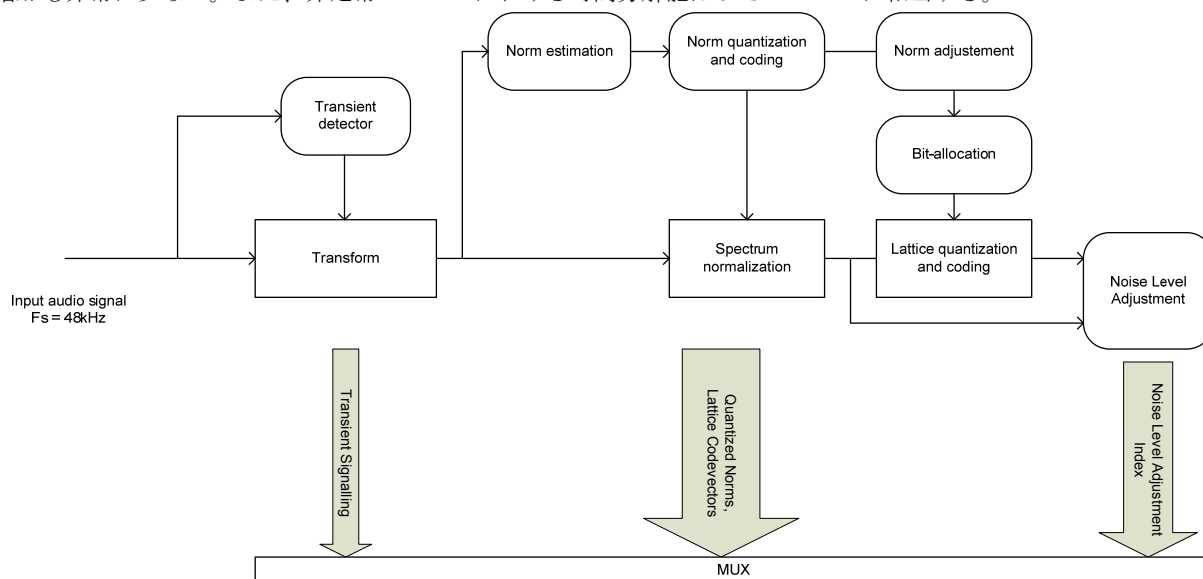 Norm estimation
Norm quantization
and coding
Norm adjustement
Transient
detector
Bit-allocation
Transform
Spectrum
normalization
Lattice quantization
and coding
Noise Level
Adjustment
Input audio signal
Fs = 48kHz
Transient Signalling
Quantized Norms,
Lattice Codevectors
Noise Level Adjustment
Index
MUX